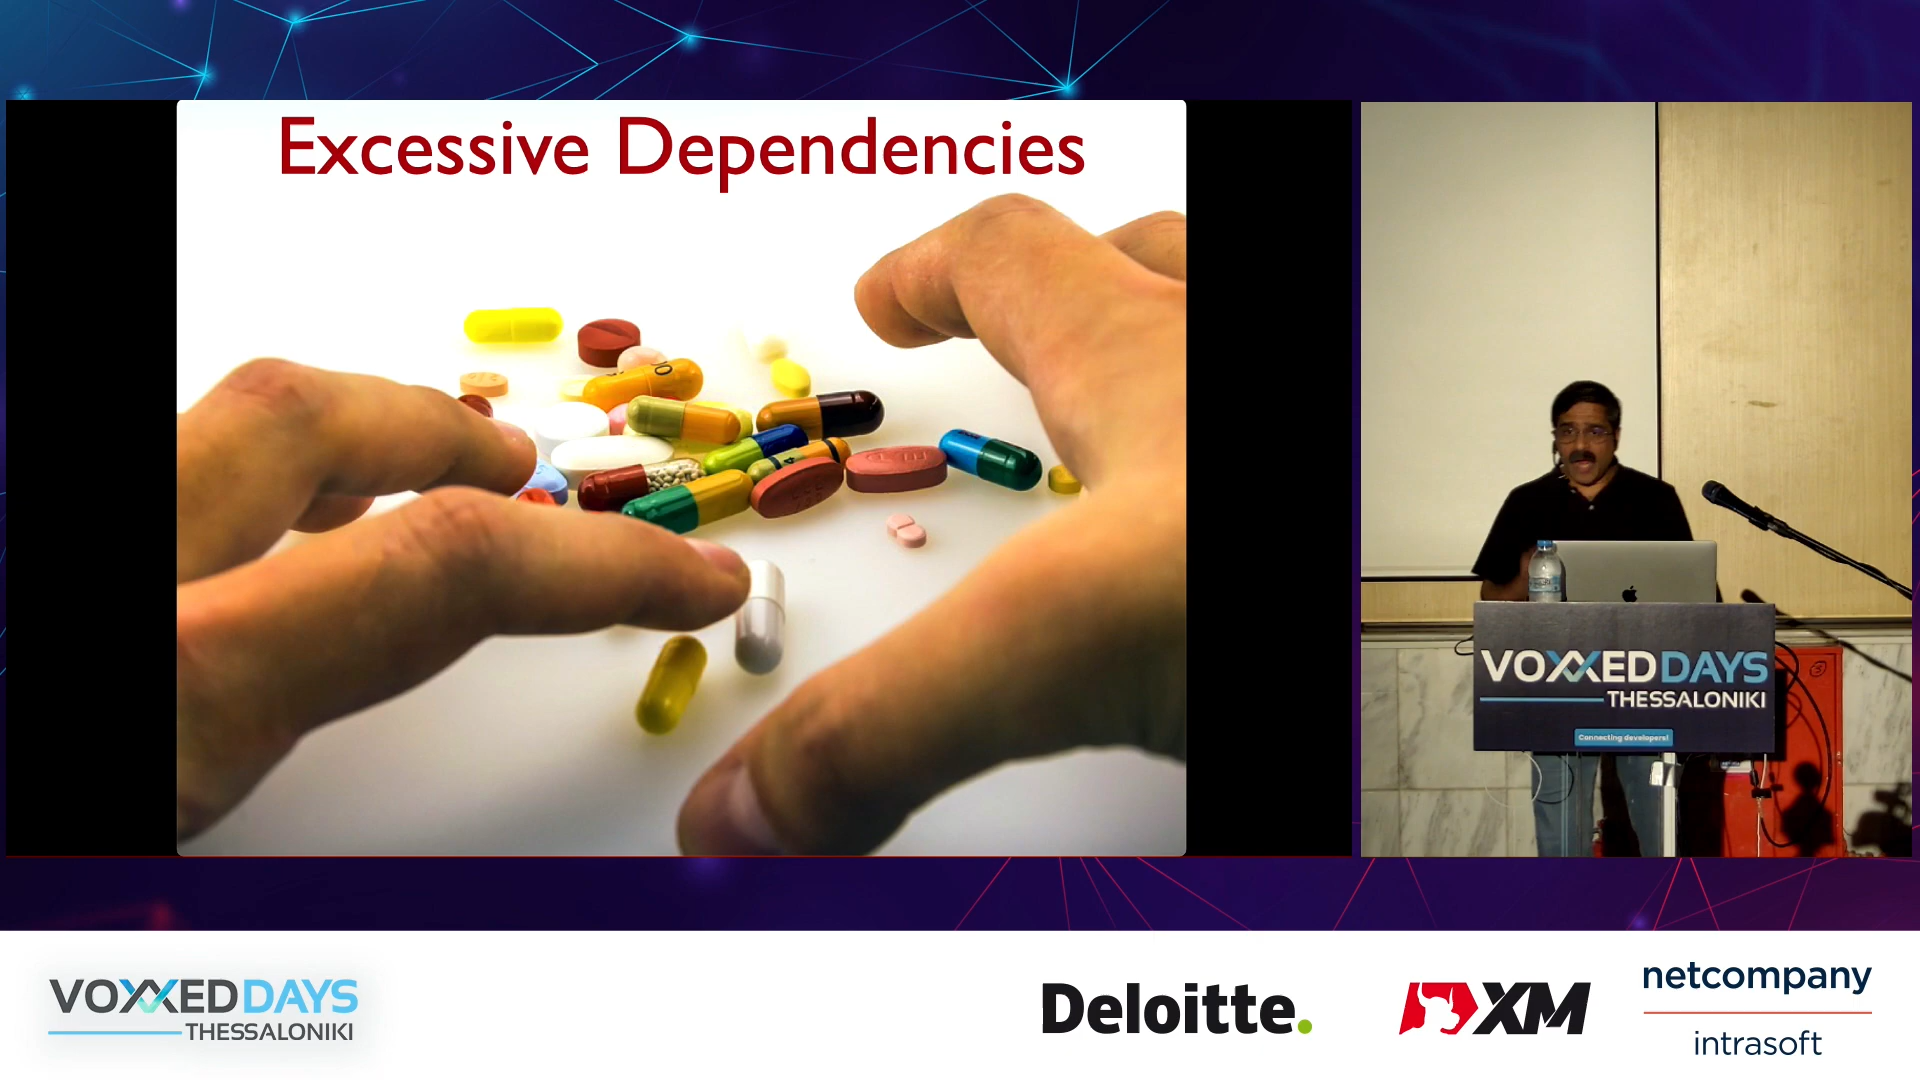 Excessive Dependencies
VOXXED DAYS
THESSALONIKI
Connecting developers!
VOXXED DAYS
THESSALONIKI
Deloitte.
XM
netcompany
intrasoft